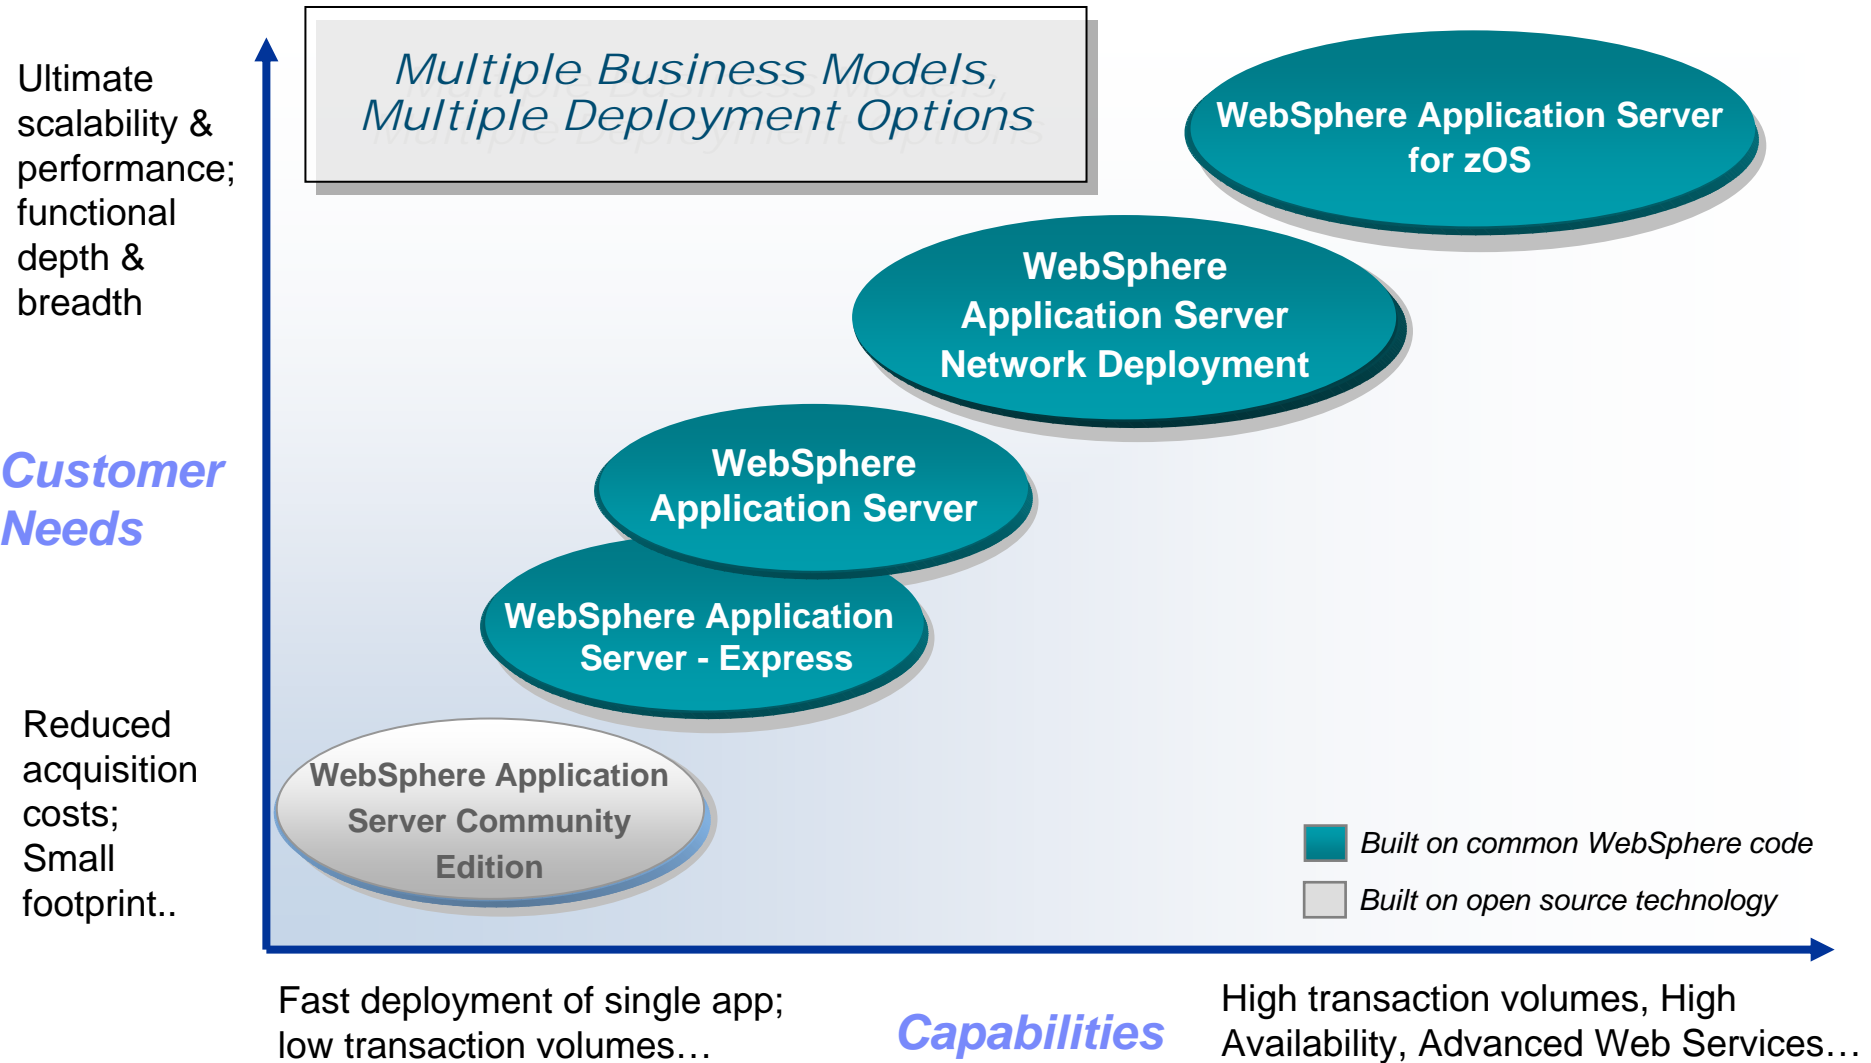 Multiple Business Models,
Multiple Deployment Options
Ultimate
scalability &
performance;
functional
depth &
breadth
WebSphere Application Server
for zOS
WebSphere
Application Server
Network Deployment
Customer
Needs
WebSphere
Application Server
WebSphere Application
Server - Express
Reduced
acquisition
costs;
Small
footprint..
WebSphere Application
Server Community
Edition
Built on common WebSphere code
Built on open source technology
Fast deployment of single app;
low transaction volumes…
Capabilities
High transaction volumes, High
Availability, Advanced Web Services…